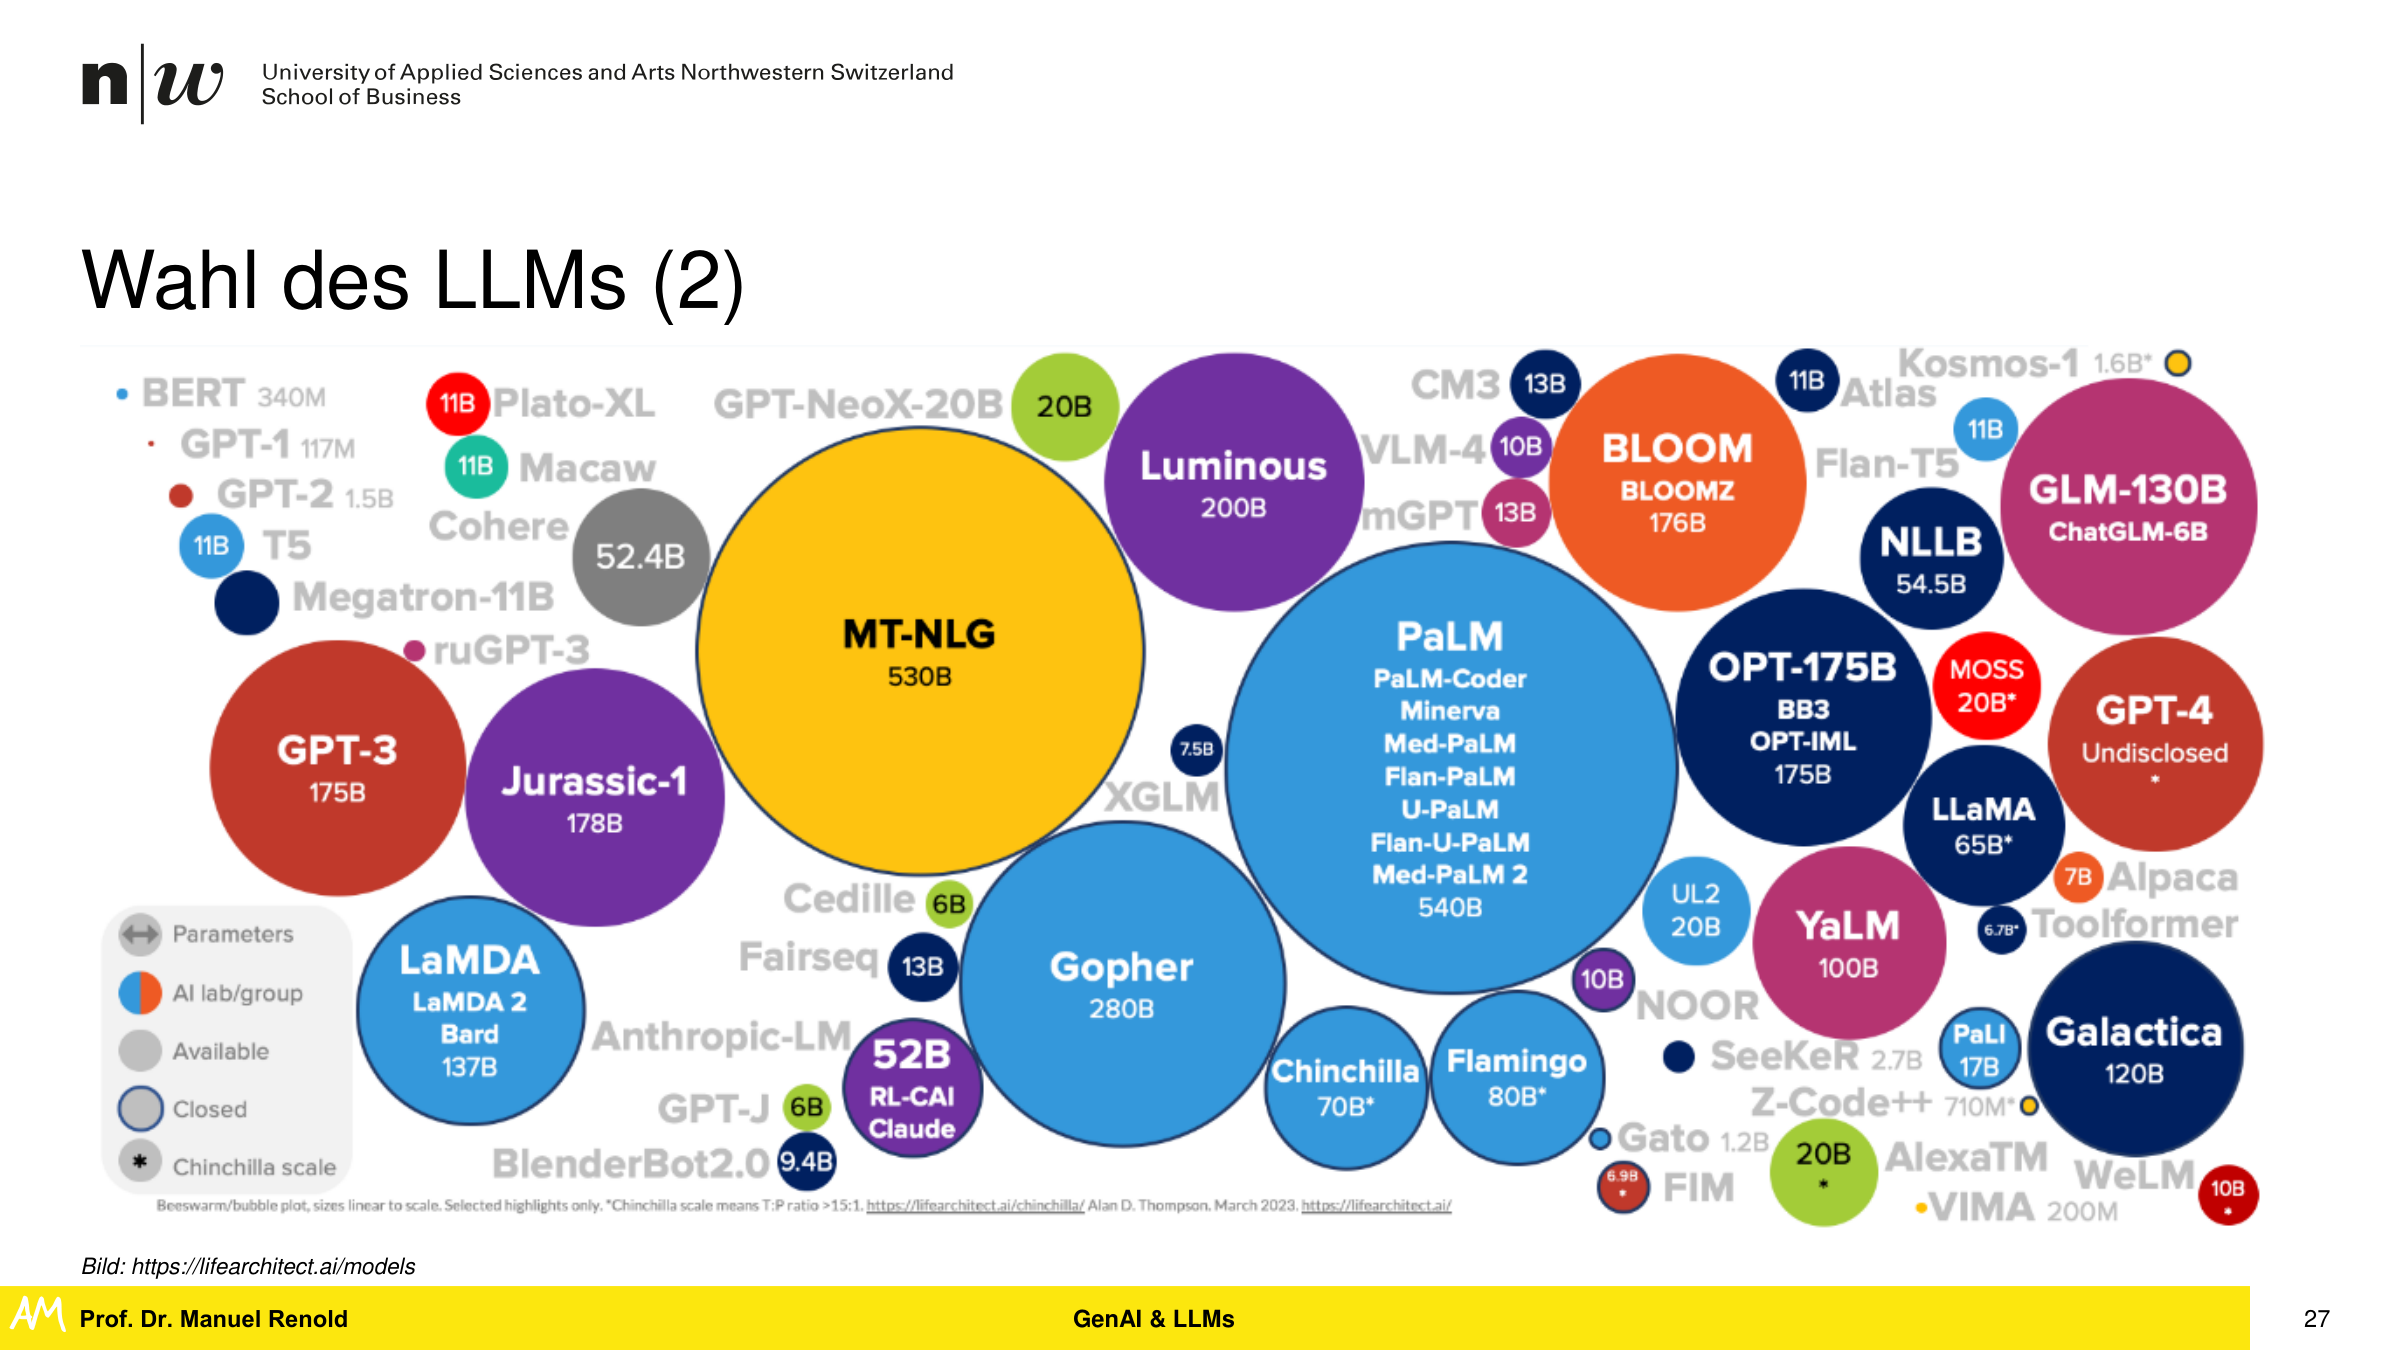 n|w
University of Applied Sciences and Arts Northwestern Switzerland
School of Business
Wahl des LLMs (2)
BERT 340M
GPT-1 117M
GPT-2 1.5B
11B T5
Megatron-11B
ruGPT-3
11B Plato-XL
11B Macaw
Cohere
52.4B
GPT-NeoX-20B 20B
Luminous
200B
CM3 13B
VLM-4 10B
mGPT 13B
BLOOM
BLOOMZ
176B
11B Atlas
Kosmos-1 1.6B*
11B
Flan-T5
GLM-130B
ChatGLM-6B
NLLB
54.5B
MT-NLG
530B
PaLM
PaLM-Coder
Minerva
Med-PaLM
Flan-PaLM
U-PaLM
Flan-U-PaLM
Med-PaLM 2
540B
OPT-175B
BB3
OPT-IML
175B
MOSS
20B*
GPT-4
Undisclosed
*
GPT-3
175B
Jurassic-1
178B
7.5B
XGLM
LLaMA
65B*
7B Alpaca
6.7B* Toolformer
UL2
20B
YaLM
100B
Cedille 6B
Fairseq 13B
Gopher
280B
10B
NOOR
LaMDA
LaMDA 2
Bard
137B
Anthropic-LM
52B
RL-CAI
Claude
GPT-J 6B
BlenderBot2.0 9.4B
Chinchilla
70B*
Flamingo
80B*
SeeKeR 2.7B
PaLI
17B
Galactica
120B
Z-Code++ 710M*
Gato 1.2B
6.9B
*
FIM
20B
*
AlexaTM
WeLM
10B
*
VIMA 200M
Parameters
AI lab/group
Available
Closed
* Chinchilla scale
Beeswarm/bubble plot, sizes linear to scale. Selected highlights only. *Chinchilla scale means T:P ratio >15:1. https://lifearchitect.ai/chinchilla/ Alan D. Thompson. March 2023. https://lifearchitect.ai/
Bild: https://lifearchitect.ai/models
AM Prof. Dr. Manuel Renold
GenAI & LLMs
27